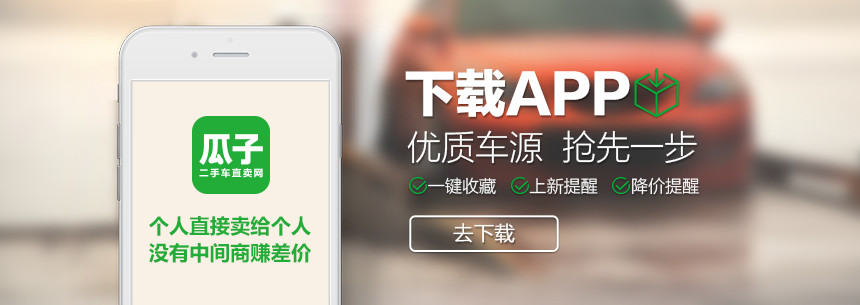 瓜子
二手车直卖网
个人直接卖给个人
没有中间商赚差价
下载APP
优质车源 抢先一步
一键收藏 上新提醒 降价提醒
去下载